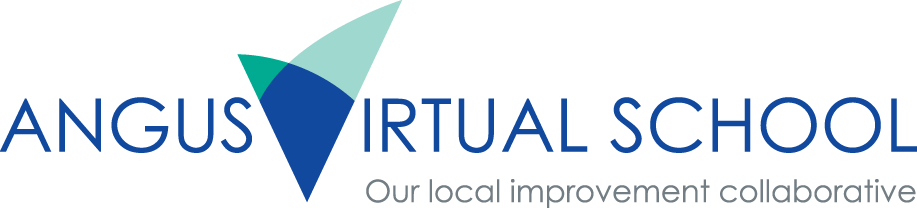 ANGUS VIRTUAL SCHOOL
Our local improvement collaborative